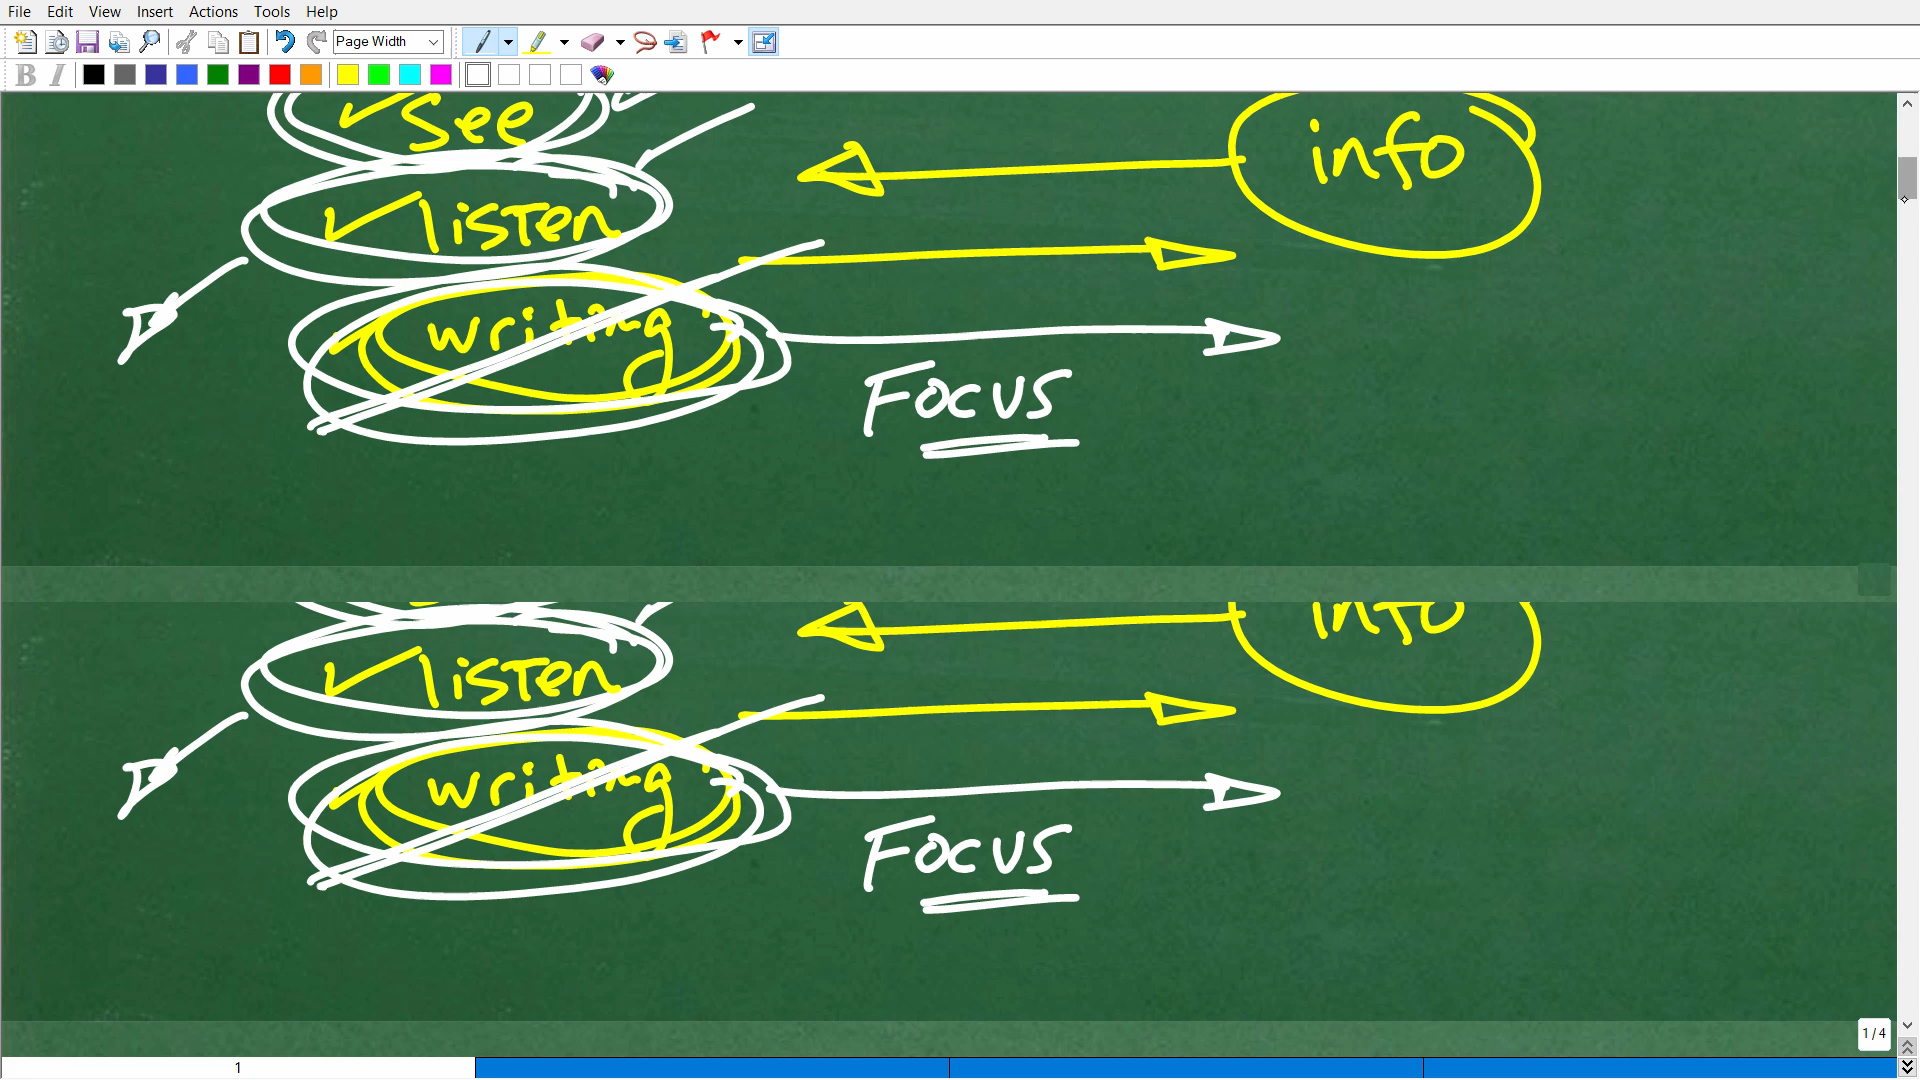 File Edit View Insert Actions Tools Help
Page Width
B I
See
info
listen
writing
Focus
info
listen
writing
Focus
1 / 4
1